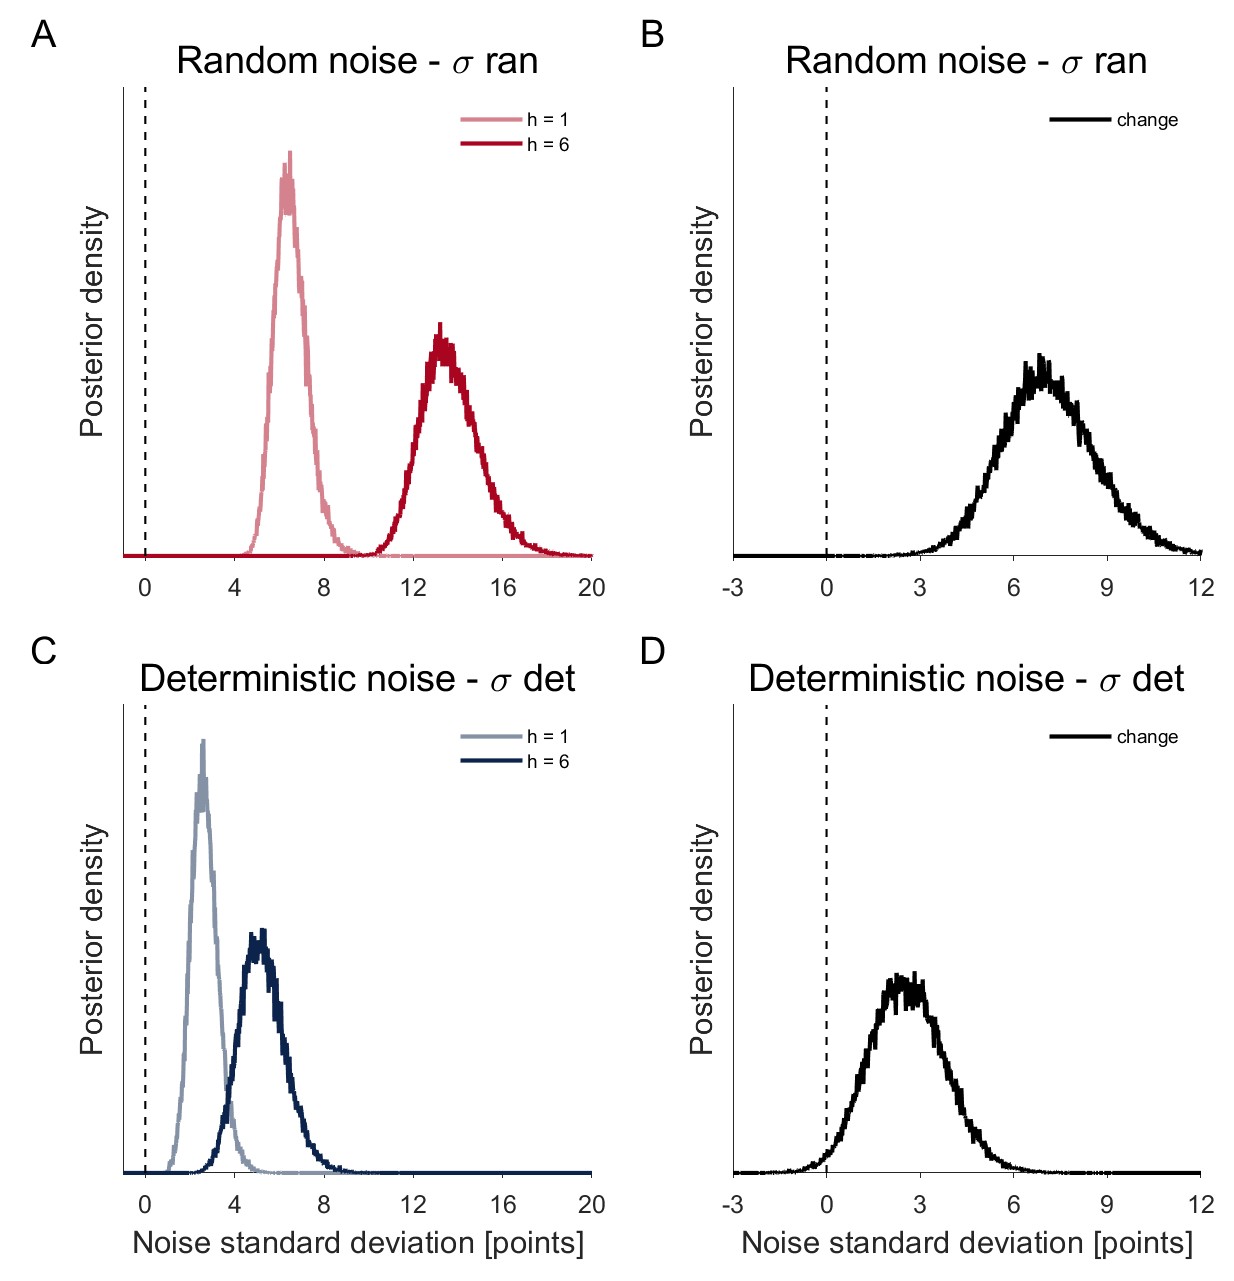 A
Random noise - σ ran
h = 1
h = 6
Posterior density
0 4 8 12 16 20
B
Random noise - σ ran
change
Posterior density
-3 0 3 6 9 12
C
Deterministic noise - σ det
h = 1
h = 6
Posterior density
0 4 8 12 16 20
Noise standard deviation [points]
D
Deterministic noise - σ det
change
Posterior density
-3 0 3 6 9 12
Noise standard deviation [points]